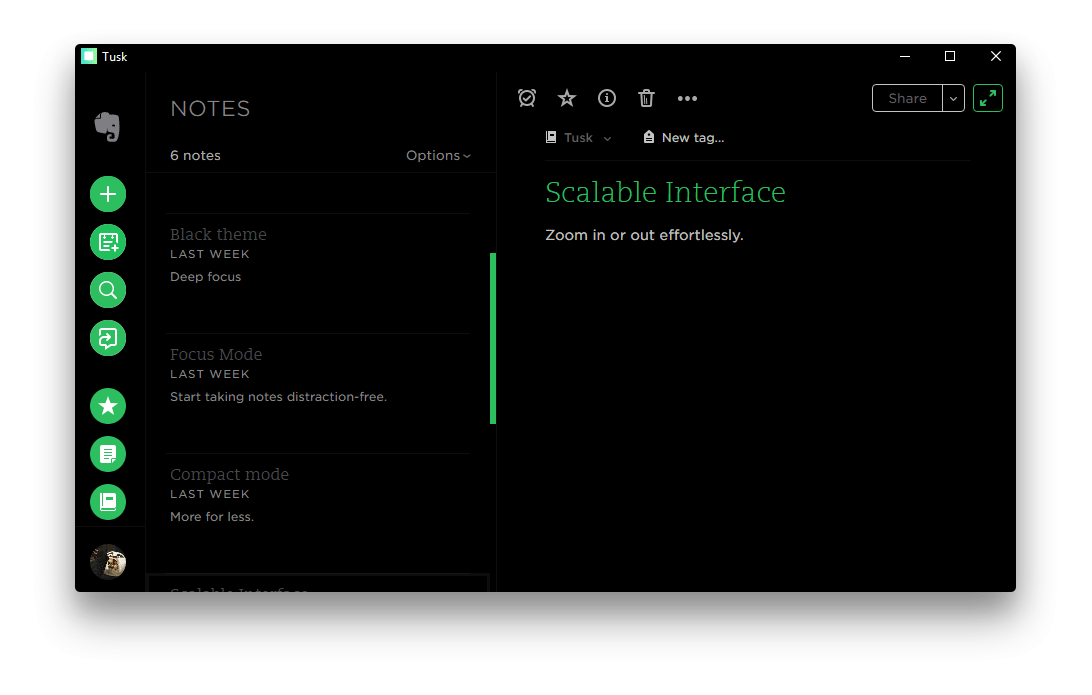 Tusk
NOTES
6 notes
Options
Black theme
LAST WEEK
Deep focus
Focus Mode
LAST WEEK
Start taking notes distraction-free.
Compact mode
LAST WEEK
More for less.
Scalable Interface
Share
Tusk
New tag...
Scalable Interface
Zoom in or out effortlessly.